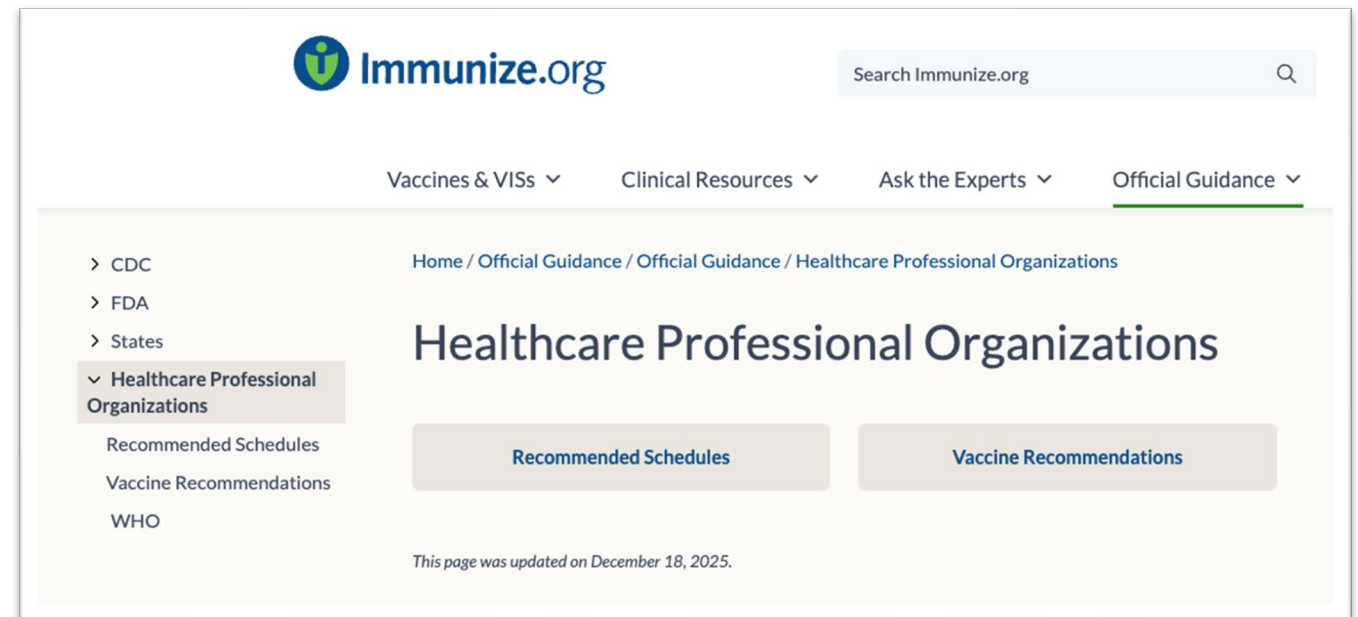 Immunize.org
Search Immunize.org
Vaccines & VISs
Clinical Resources
Ask the Experts
Official Guidance
CDC
FDA
States
Healthcare Professional
Organizations
Recommended Schedules
Vaccine Recommendations
WHO
Home / Official Guidance / Official Guidance / Healthcare Professional Organizations
Healthcare Professional Organizations
Recommended Schedules
Vaccine Recommendations
This page was updated on December 18, 2025.